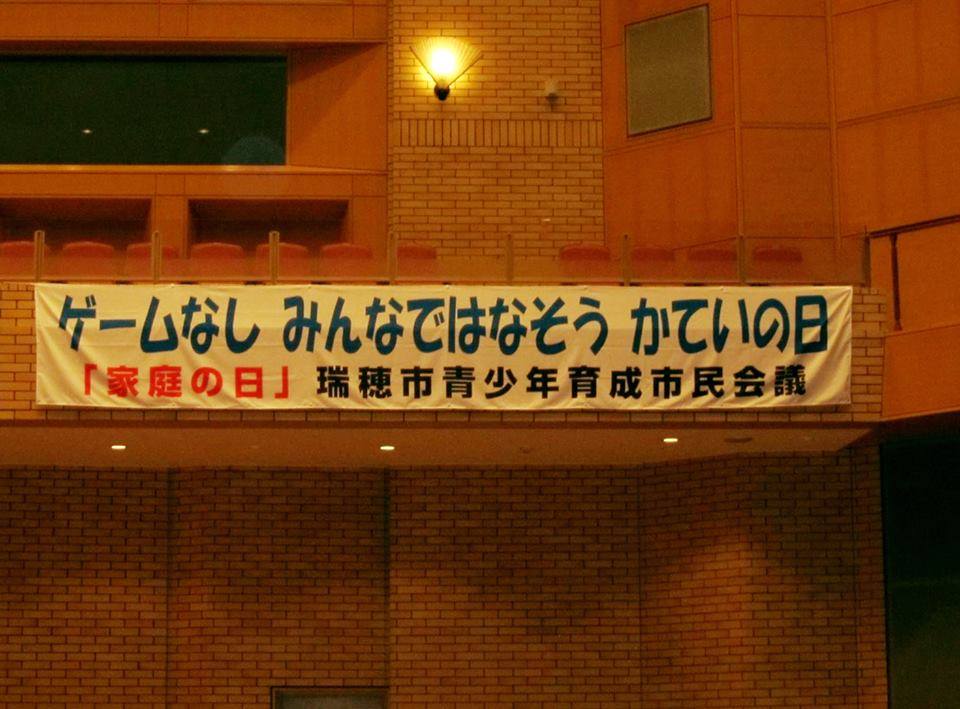 ゲームなし みんなではなそう かていの日
「家庭の日」 瑞穂市青少年育成市民会議